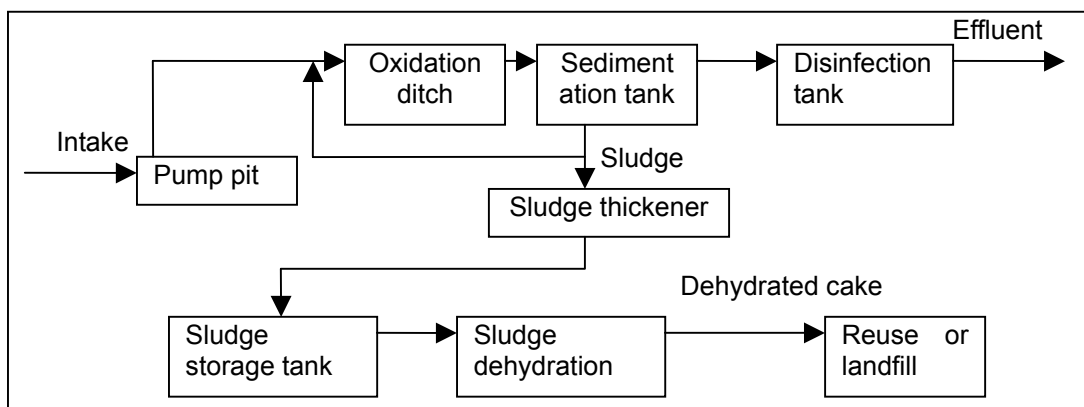 Effluent
Oxidation
ditch
Sediment
ation tank
Disinfection
tank
Intake
Pump pit
Sludge
Sludge thickener
Dehydrated cake
Sludge
storage tank
Sludge
dehydration
Reuse or
landfill